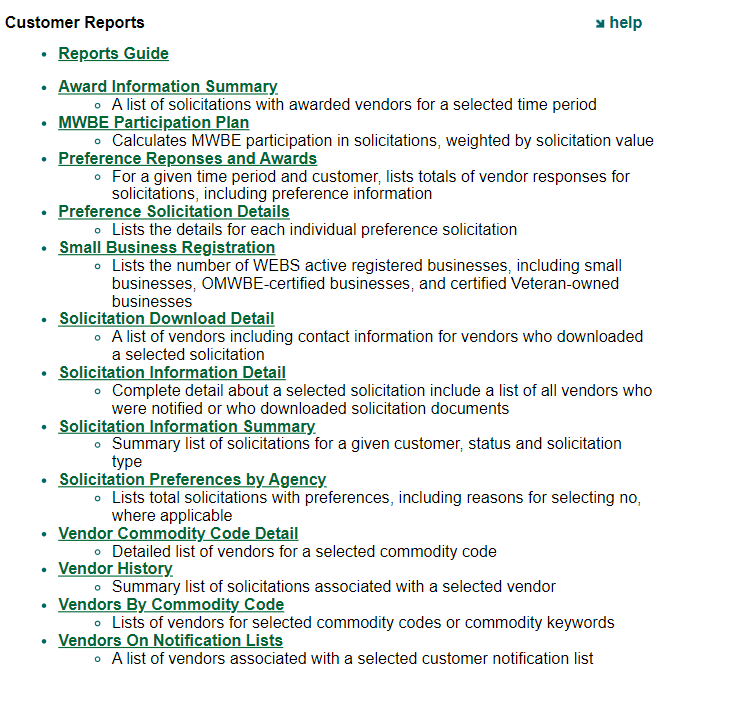 Customer Reports
help
Reports Guide
Award Information Summary
A list of solicitations with awarded vendors for a selected time period
MWBE Participation Plan
Calculates MWBE participation in solicitations, weighted by solicitation value
Preference Reponses and Awards
For a given time period and customer, lists totals of vendor responses for
solicitations, including preference information
Preference Solicitation Details
Lists the details for each individual preference solicitation
Small Business Registration
Lists the number of WEBS active registered businesses, including small
businesses, OMWBE-certified businesses, and certified Veteran-owned
businesses
Solicitation Download Detail
A list of vendors including contact information for vendors who downloaded
a selected solicitation
Solicitation Information Detail
Complete detail about a selected solicitation include a list of all vendors who
were notified or who downloaded solicitation documents
Solicitation Information Summary
Summary list of solicitations for a given customer, status and solicitation
type
Solicitation Preferences by Agency
Lists total solicitations with preferences, including reasons for selecting no,
where applicable
Vendor Commodity Code Detail
Detailed list of vendors for a selected commodity code
Vendor History
Summary list of solicitations associated with a selected vendor
Vendors By Commodity Code
Lists of vendors for selected commodity codes or commodity keywords
Vendors On Notification Lists
A list of vendors associated with a selected customer notification list